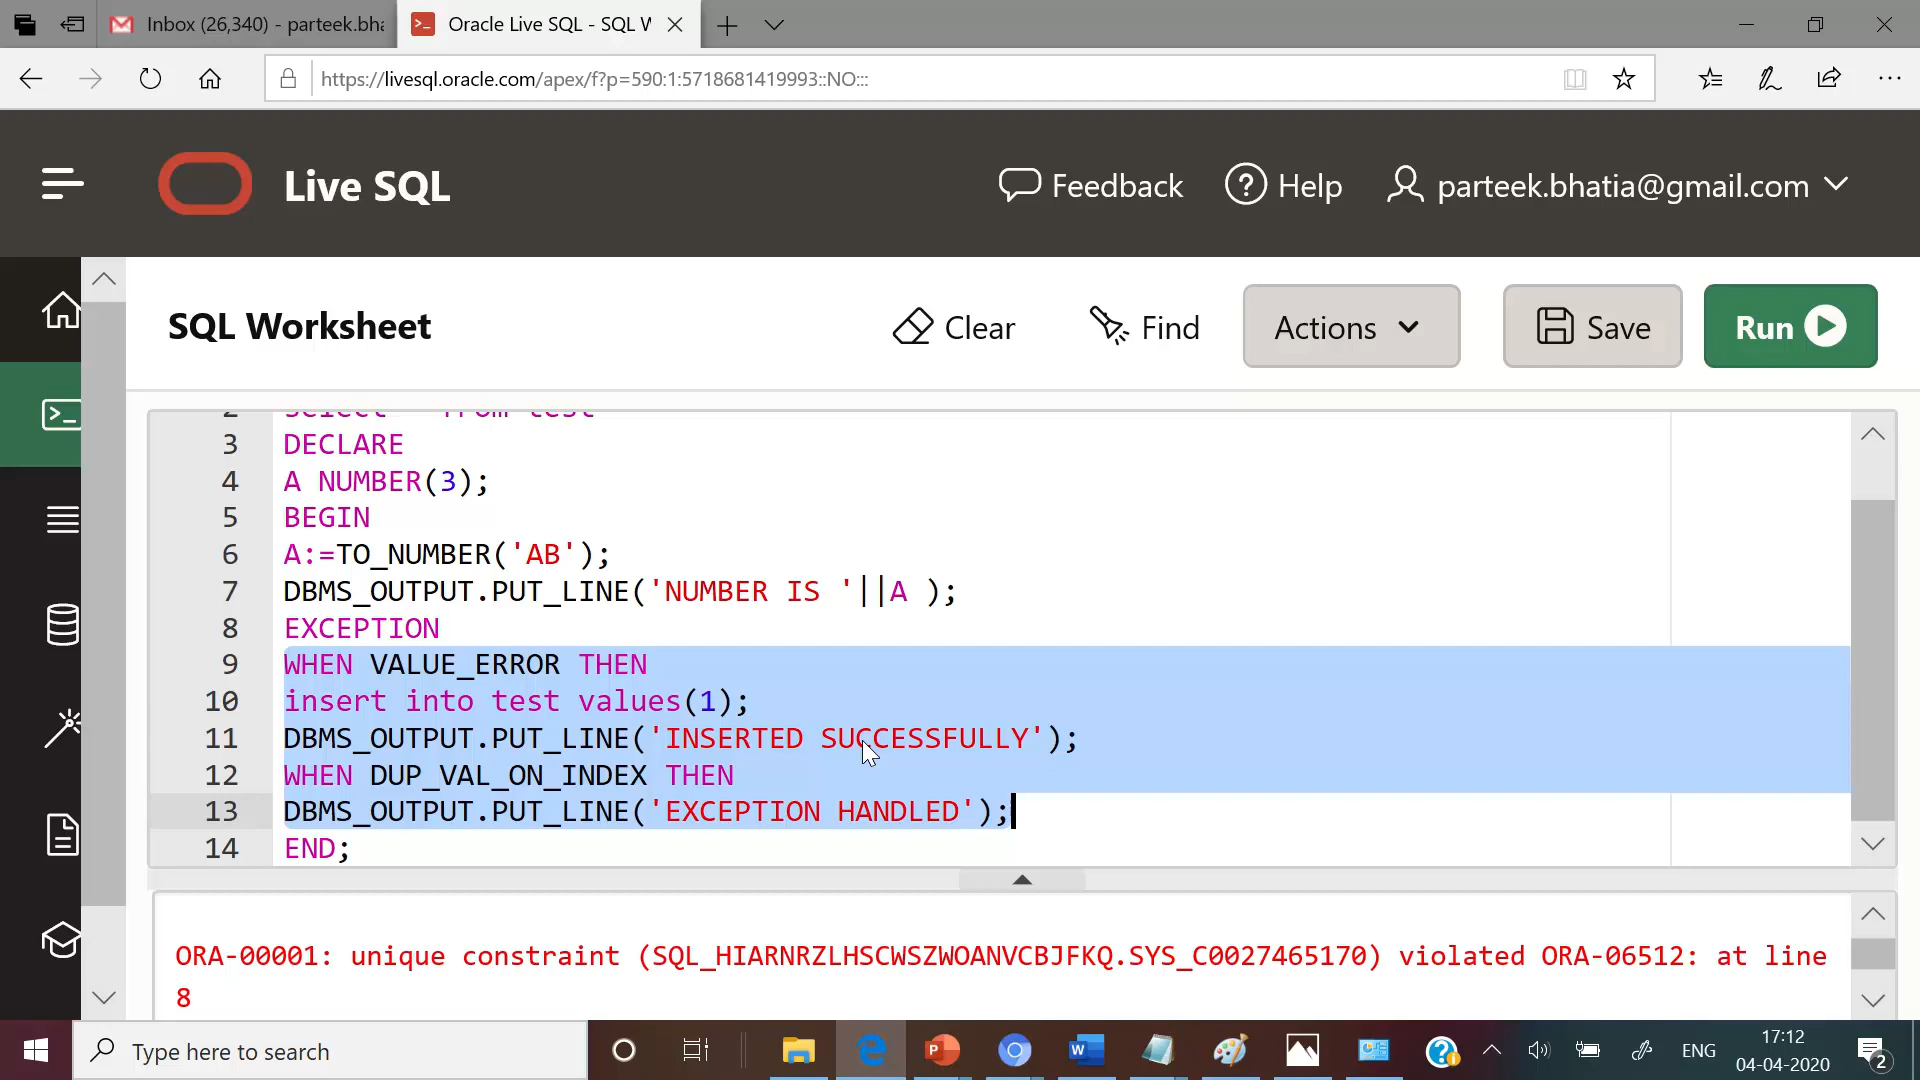 Inbox (26,340) - parteek.bha
Oracle Live SQL - SQL W
https://livesql.oracle.com/apex/f?p=590:1:5718681419993::NO:::
Live SQL
Feedback
Help
parteek.bhatia@gmail.com
SQL Worksheet
Clear
Find
Actions
Save
Run
2 select * from test
3 DECLARE
4 A NUMBER(3);
5 BEGIN
6 A:=TO_NUMBER('AB');
7 DBMS_OUTPUT.PUT_LINE('NUMBER IS '||A );
8 EXCEPTION
9 WHEN VALUE_ERROR THEN
10 insert into test values(1);
11 DBMS_OUTPUT.PUT_LINE('INSERTED SUCCESSFULLY');
12 WHEN DUP_VAL_ON_INDEX THEN
13 DBMS_OUTPUT.PUT_LINE('EXCEPTION HANDLED');
14 END;
ORA-00001: unique constraint (SQL_HIARNRZLHSCWSZWOANVCBJFKQ.SYS_C0027465170) violated ORA-06512: at line
8
Type here to search
ENG
17:12
04-04-2020
2